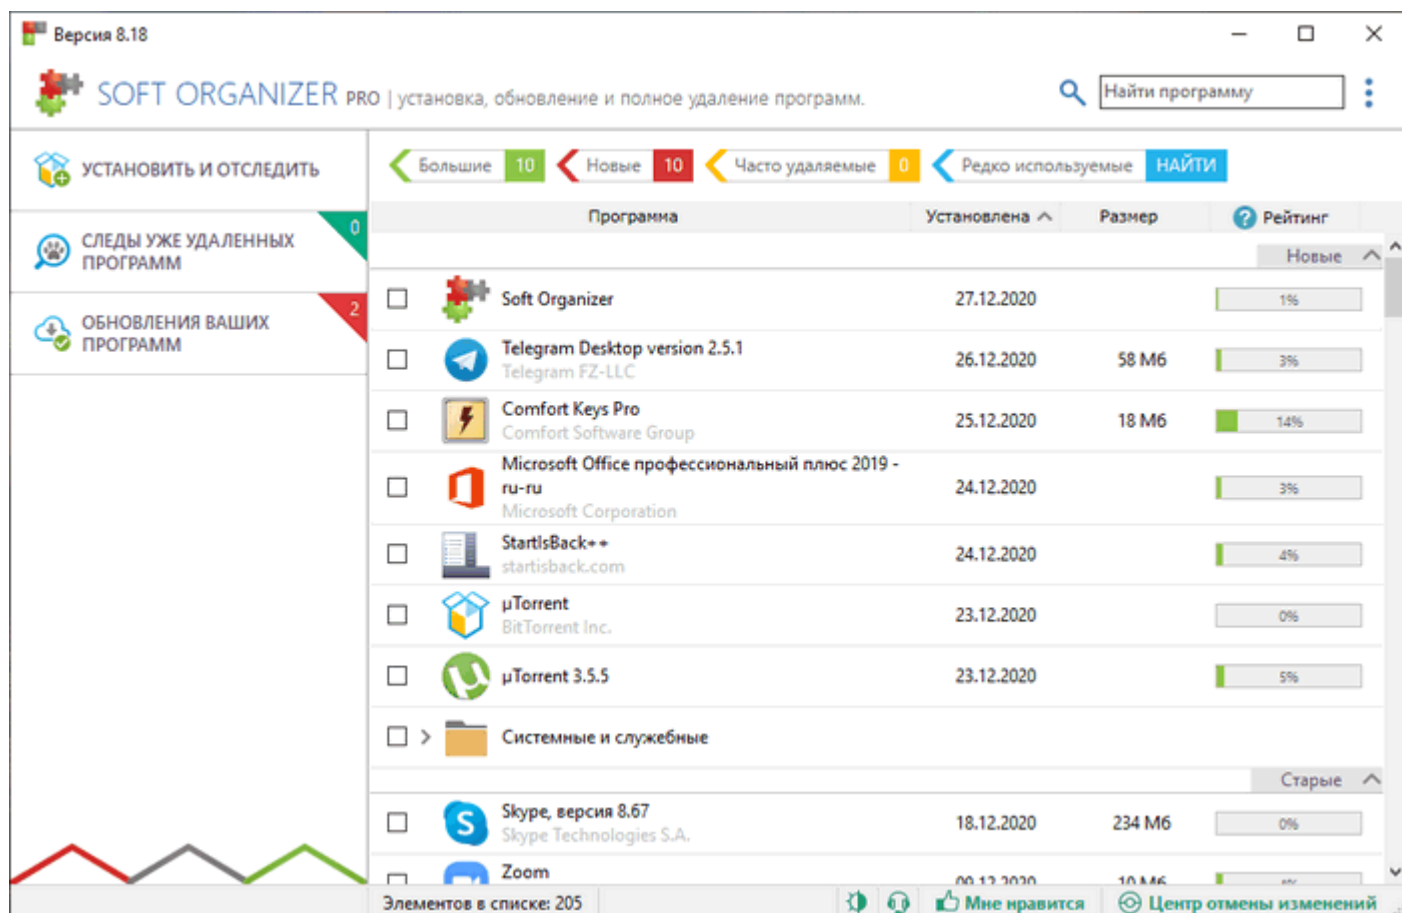 Версия 8.18
SOFT ORGANIZER PRO | установка, обновление и полное удаление программ.
Найти программу
УСТАНОВИТЬ И ОТСЛЕДИТЬ
СЛЕДЫ УЖЕ УДАЛЕННЫХ
ПРОГРАММ
0
ОБНОВЛЕНИЯ ВАШИХ
ПРОГРАММ
2
Большие 10 Новые 10 Часто удаляемые 0 Редко используемые НАЙТИ
Программа Установлена Размер ? Рейтинг
Новые
Soft Organizer 27.12.2020 1%
Telegram Desktop version 2.5.1
Telegram FZ-LLC
26.12.2020 58 Мб 3%
Comfort Keys Pro
Comfort Software Group
25.12.2020 18 Мб 14%
Microsoft Office профессиональный плюс 2019 -
ru-ru
Microsoft Corporation
24.12.2020 3%
StartIsBack++
startisback.com
24.12.2020 4%
µTorrent
BitTorrent Inc.
23.12.2020 0%
µTorrent 3.5.5 23.12.2020 5%
Системные и служебные
Старые
Skype, версия 8.67
Skype Technologies S.A.
18.12.2020 234 Мб 0%
Zoom
09.12.2020 10 Мб
Элементов в списке: 205 Мне нравится Центр отмены изменений